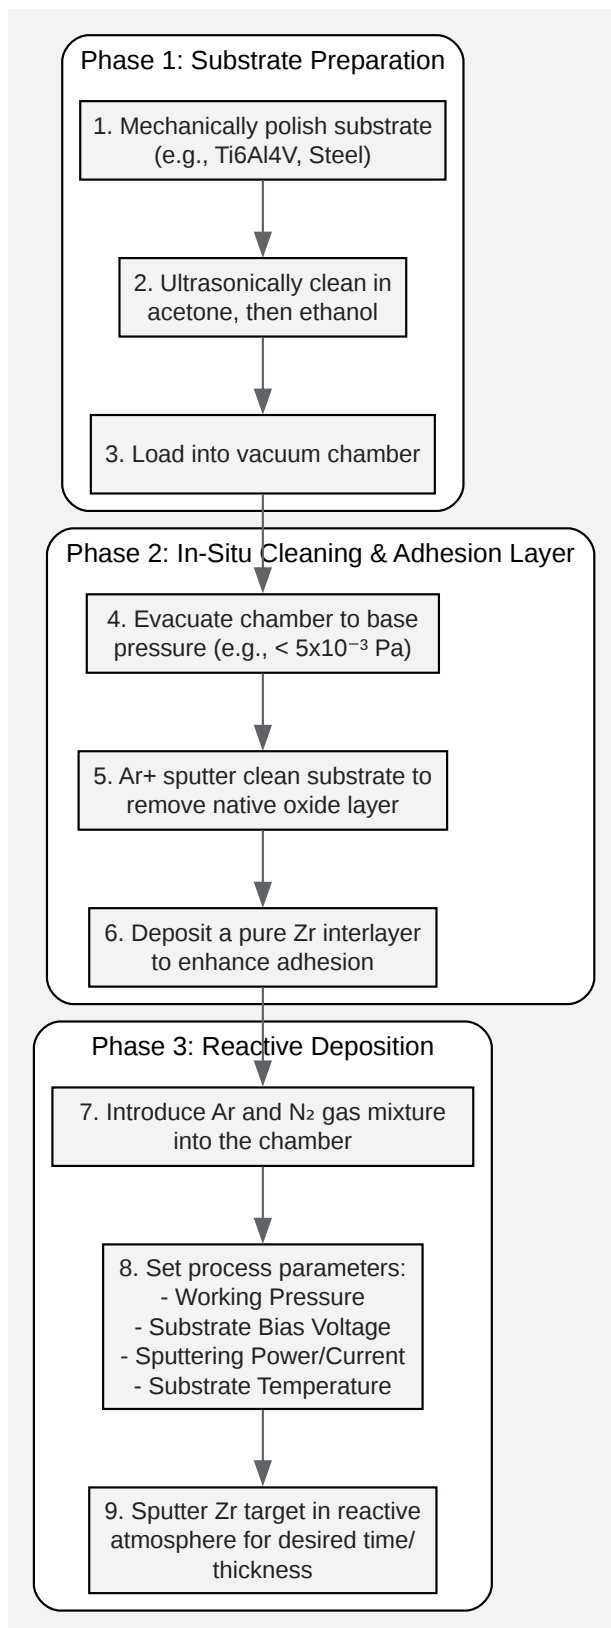 Phase 1: Substrate Preparation
1. Mechanically polish substrate
(e.g., Ti6Al4V, Steel)
2. Ultrasonically clean in
acetone, then ethanol
3. Load into vacuum chamber
Phase 2: In-Situ Cleaning & Adhesion Layer
4. Evacuate chamber to base
pressure (e.g., < 5x10⁻³ Pa)
5. Ar+ sputter clean substrate to
remove native oxide layer
6. Deposit a pure Zr interlayer
to enhance adhesion
Phase 3: Reactive Deposition
7. Introduce Ar and N₂ gas mixture
into the chamber
8. Set process parameters:
- Working Pressure
- Substrate Bias Voltage
- Sputtering Power/Current
- Substrate Temperature
9. Sputter Zr target in reactive
atmosphere for desired time/
thickness